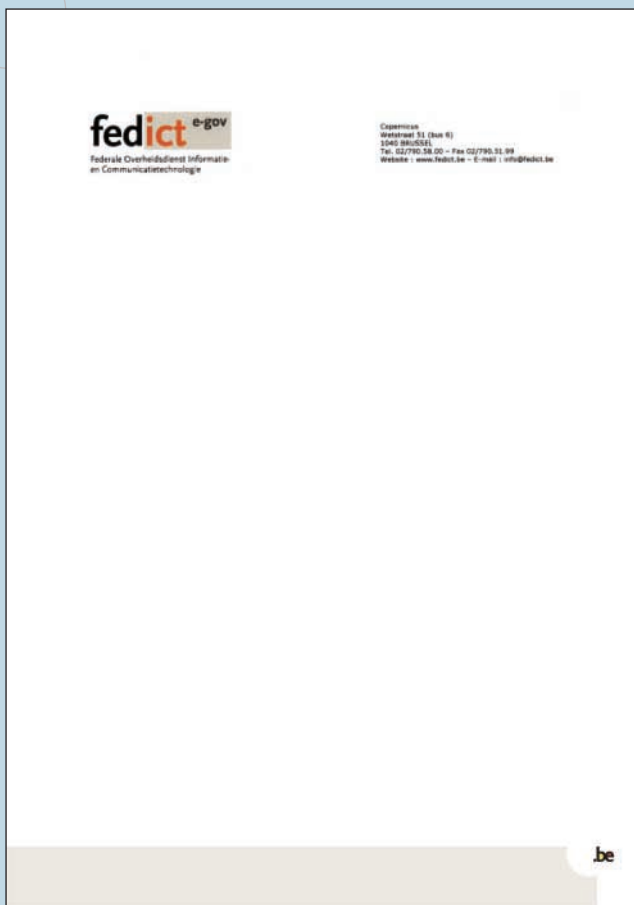 fedict e-gov
Federale Overheidsdienst Informatie-
en Communicatietechnologie
Copernicus
Wetstraat 51 (bus 6)
1040 BRUSSEL
Tel. 02/790.58.00 – Fax 02/790.51.99
Website : www.fedict.be – E-mail : info@fedict.be
.be